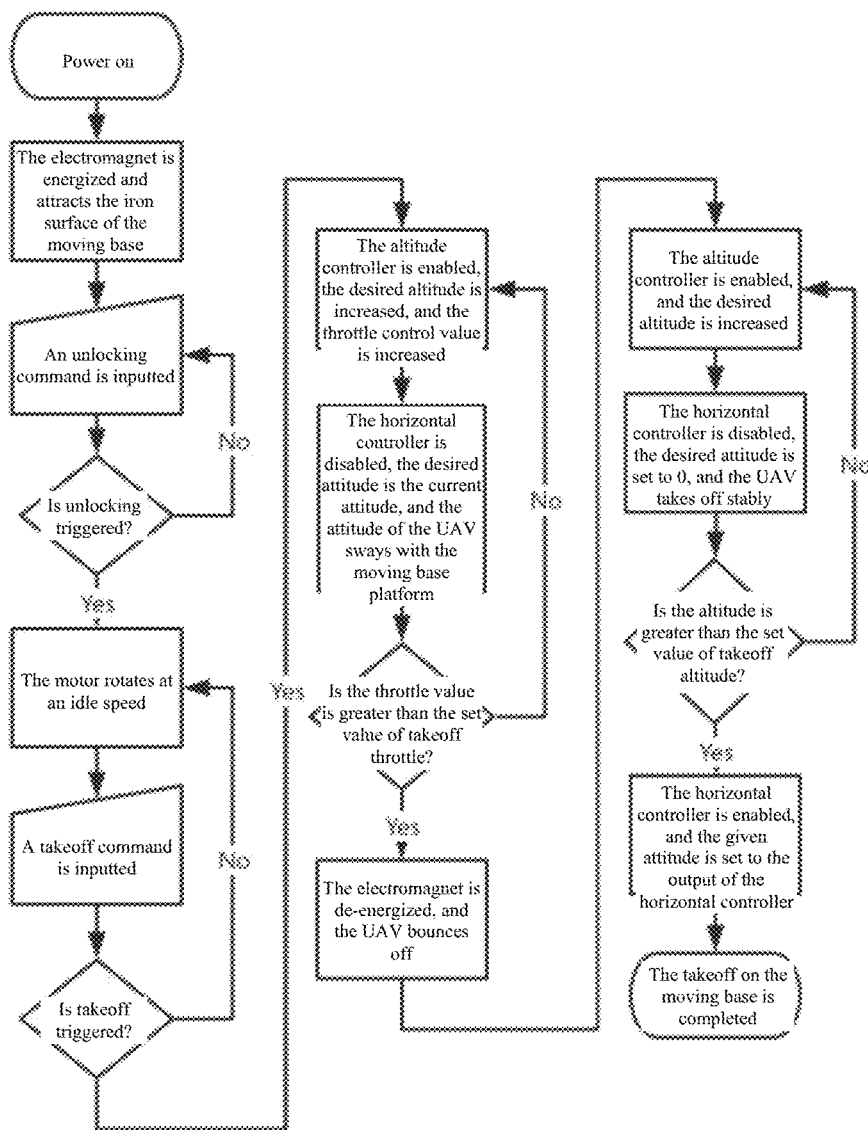 Power on
The electromagnet is
energized and
attracts the iron
surface of the
moving base
An unlocking
command is inputted
No
Is unlocking
triggered?
Yes
The motor rotates at
an idle speed
A takeoff command
is inputted
No
Is takeoff
triggered?
Yes
The altitude
controller is enabled,
the desired altitude is
increased, and the
throttle control value
is increased
The horizontal
controller is
disabled, the desired
attitude is the current
attitude, and the
attitude of the UAV
sways with the
moving base
platform
No
Is the throttle value
is greater than the set
value of takeoff
throttle?
Yes
The electromagnet is
de-energized, and
the UAV bounces
off
The altitude
controller is enabled,
and the desired
altitude is increased
The horizontal
controller is disabled,
the desired attitude is
set to 0, and the UAV
takes off stably
No
Is the altitude is
greater than the set
value of takeoff
altitude?
Yes
The horizontal
controller is enabled,
and the given
attitude is set to the
output of the
horizontal controller
The takeoff on the
moving base is
completed